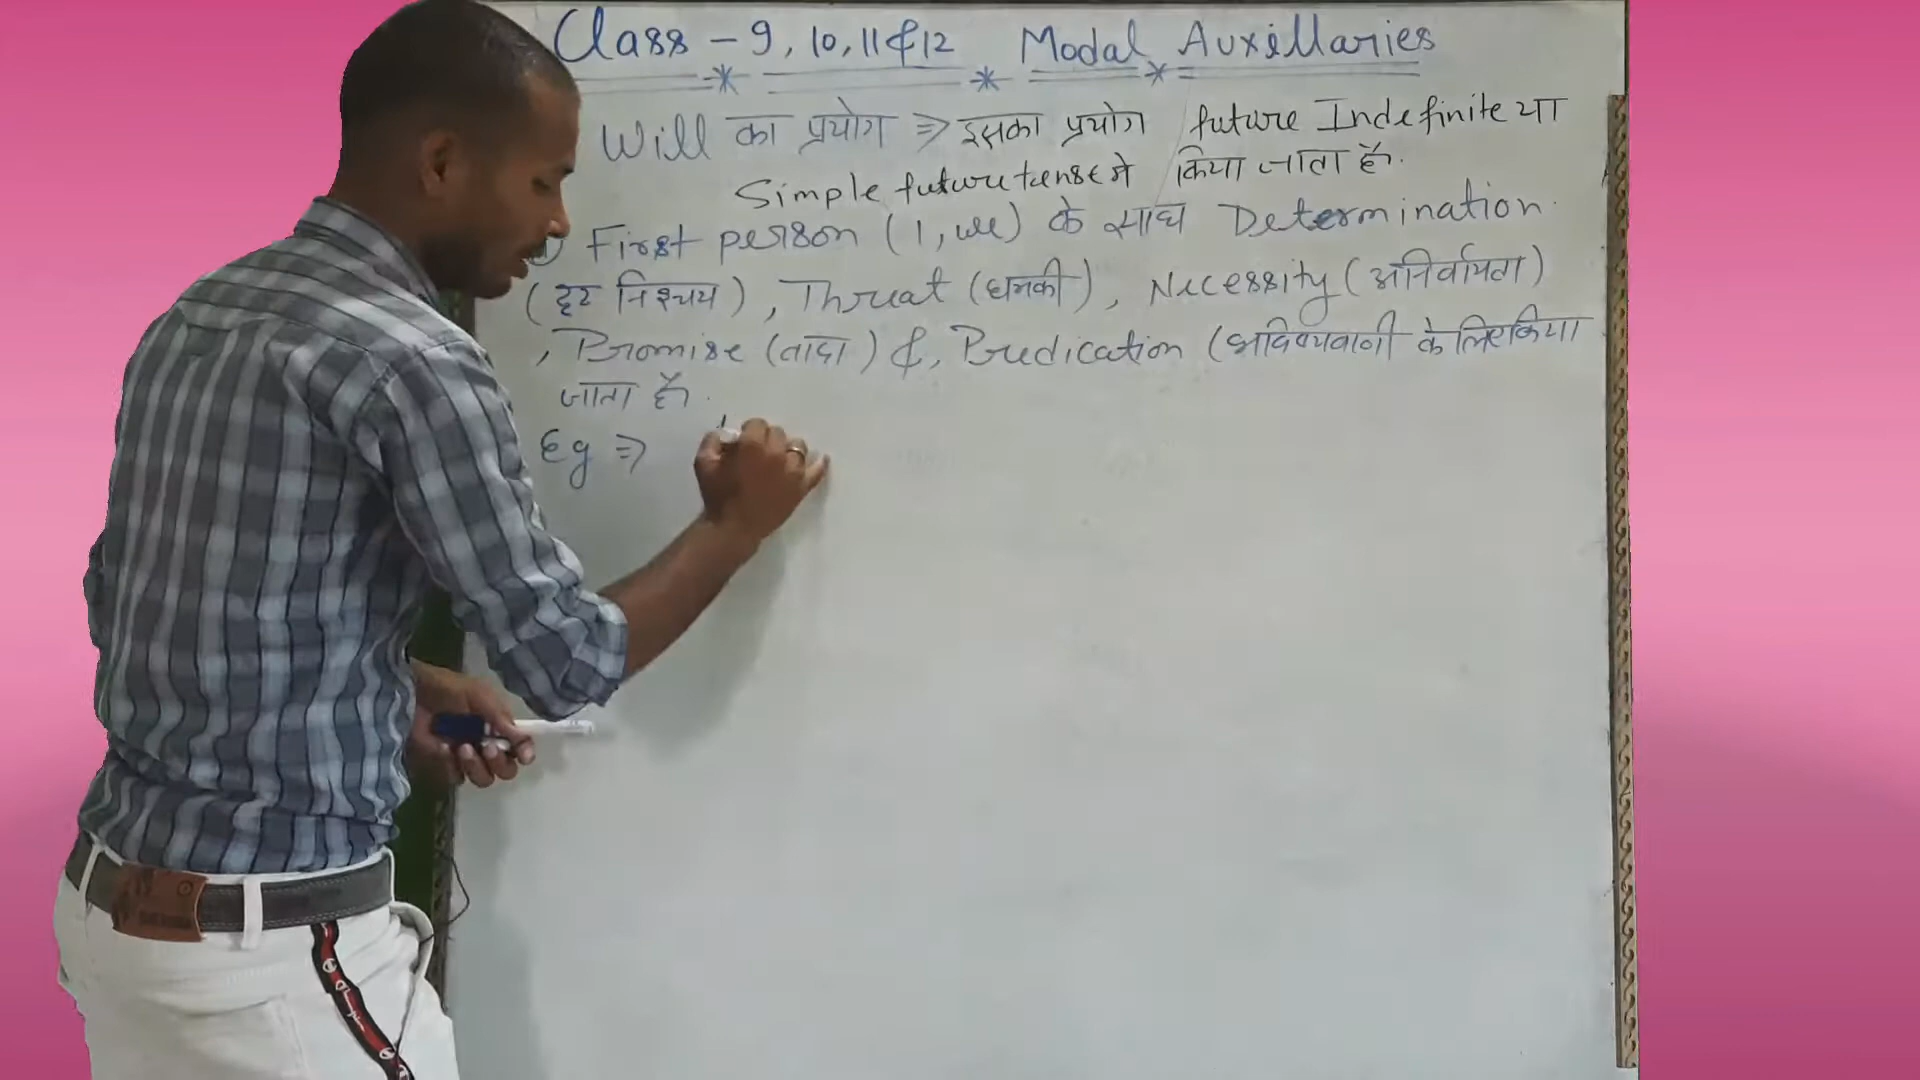 Class - 9, 10, 11 & 12 Modal Auxillaries
Will का प्रयोग ⇒ इसका प्रयोग future Indefinite या
Simple future tense मे किया जाता है.
① First person (I, we) के साथ Determination.
(दृढ निश्चय), Threat (धमकी), Necessity (अनिर्वायता)
, Promise (वादा) &, Predication (भविष्यवाणी के लिए किया
जाता है.
Eg ⇒